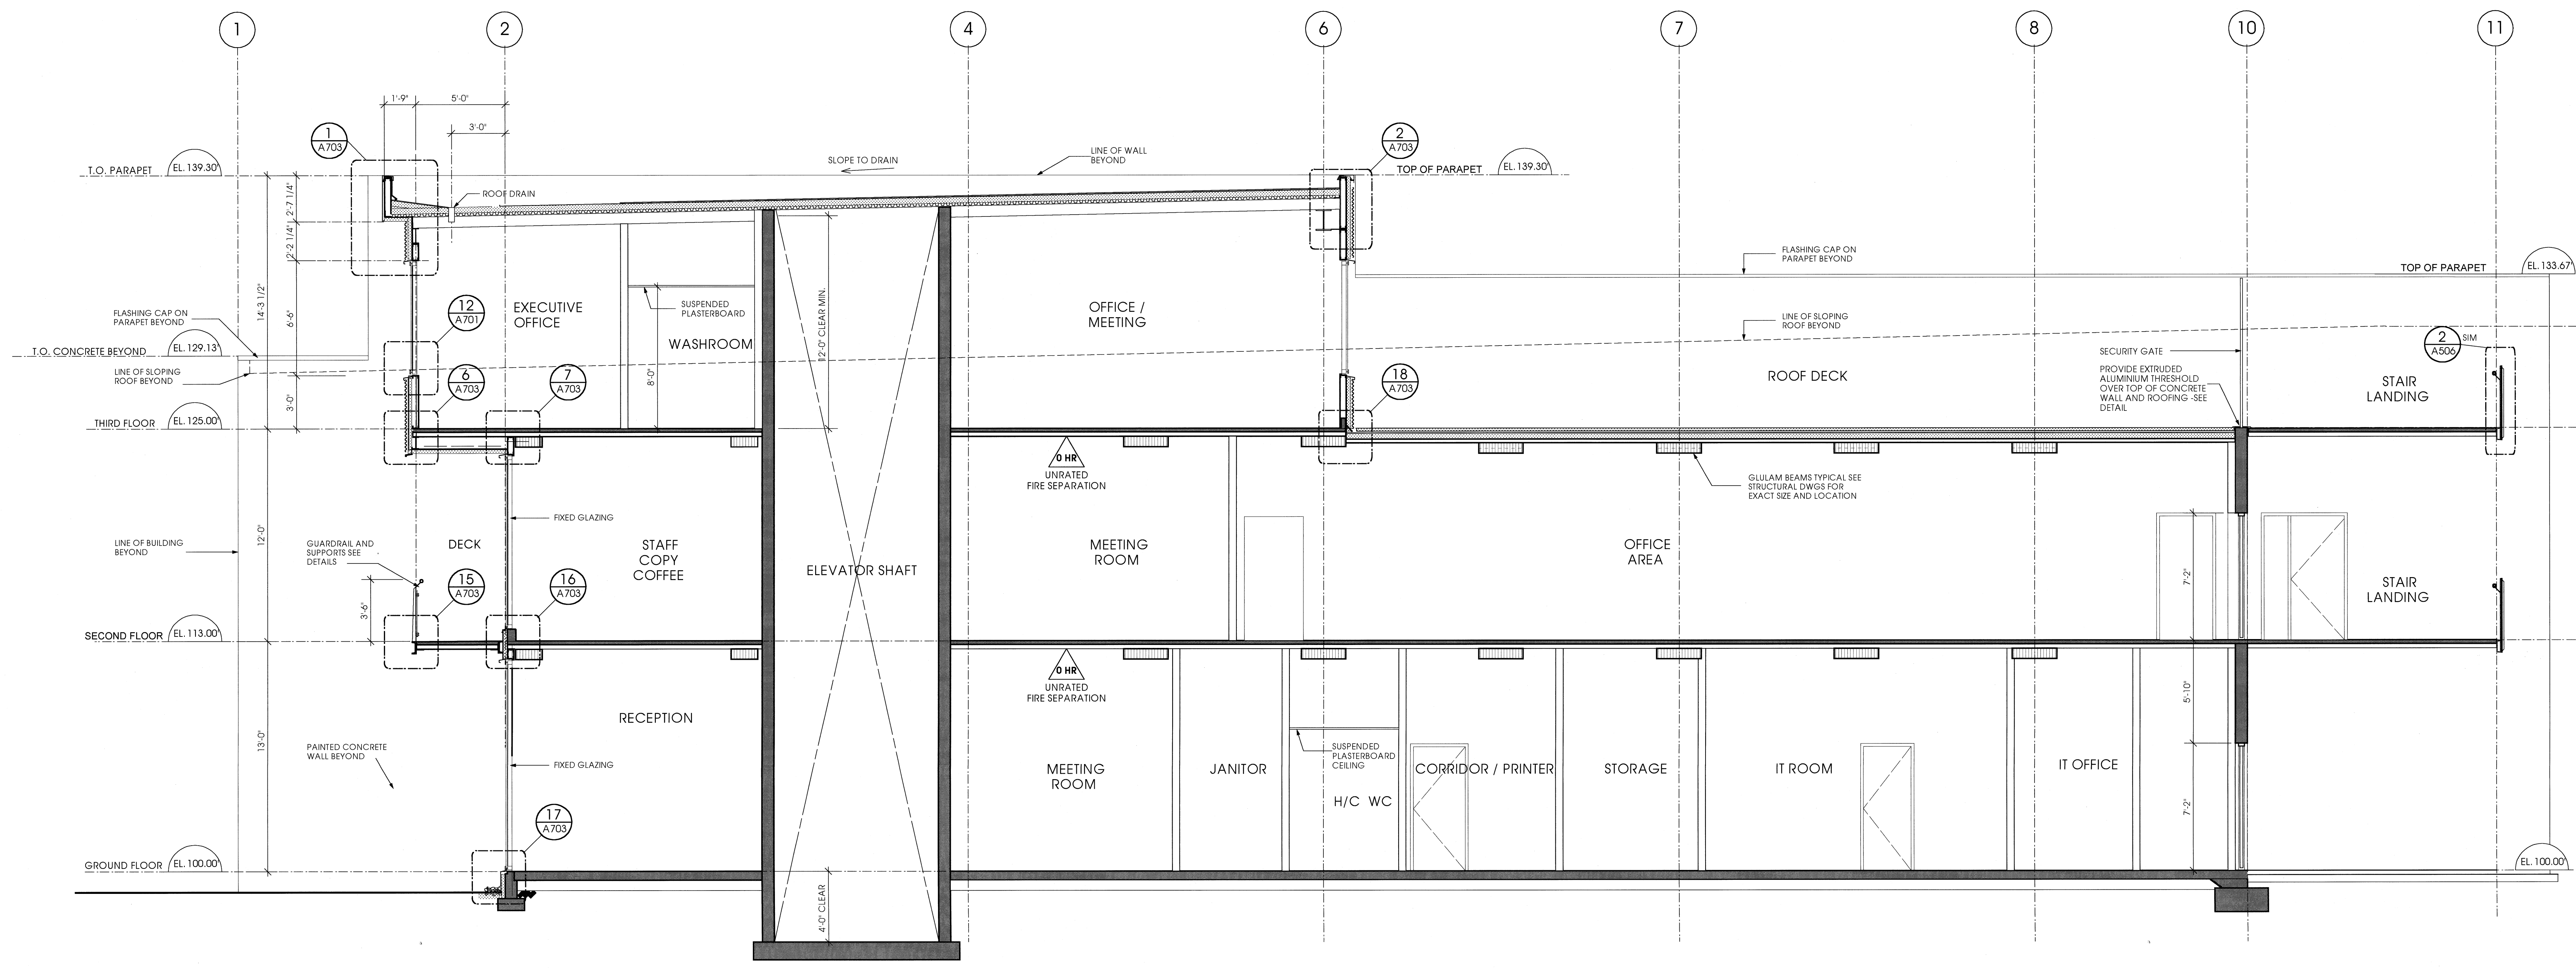 1
2
4
6
7
8
10
11
1'-9"
5'-0"
3'-0"
1
A703
2
A703
T.O. PARAPET
EL. 139.30'
SLOPE TO DRAIN
LINE OF WALL
BEYOND
TOP OF PARAPET
EL. 139.30'
ROOF DRAIN
2'-7 1/4"
2'-2 1/4"
14'-3 1/2"
6'-6"
3'-0"
FLASHING CAP ON
PARAPET BEYOND
TOP OF PARAPET
EL. 133.67'
12
A701
EXECUTIVE
OFFICE
SUSPENDED
PLASTERBOARD
WASHROOM
8'-0"
12'-0" CLEAR MIN.
OFFICE /
MEETING
FLASHING CAP ON
PARAPET BEYOND
T.O. CONCRETE BEYOND
EL. 129.13'
LINE OF SLOPING
ROOF BEYOND
LINE OF SLOPING
ROOF BEYOND
2
A506
SIM
SECURITY GATE
PROVIDE EXTRUDED
ALUMINIUM THRESHOLD
OVER TOP OF CONCRETE
WALL AND ROOFING -SEE
DETAIL
6
A703
7
A703
18
A703
ROOF DECK
STAIR
LANDING
THIRD FLOOR
EL. 125.00'
0 HR
UNRATED
FIRE SEPARATION
GLULAM BEAMS TYPICAL SEE
STRUCTURAL DWGS FOR
EXACT SIZE AND LOCATION
FIXED GLAZING
12'-0"
LINE OF BUILDING
BEYOND
GUARDRAIL AND
SUPPORTS SEE
DETAILS
DECK
STAFF
COPY
COFFEE
ELEVATOR SHAFT
MEETING
ROOM
OFFICE
AREA
7'-2"
STAIR
LANDING
3'-6"
15
A703
16
A703
SECOND FLOOR
EL. 113.00'
0 HR
UNRATED
FIRE SEPARATION
5'-10"
RECEPTION
13'-0"
PAINTED CONCRETE
WALL BEYOND
FIXED GLAZING
SUSPENDED
PLASTERBOARD
CEILING
MEETING
ROOM
JANITOR
H/C WC
CORRIDOR / PRINTER
STORAGE
IT ROOM
IT OFFICE
7'-2"
17
A703
GROUND FLOOR
EL. 100.00'
EL. 100.00'
4'-0" CLEAR